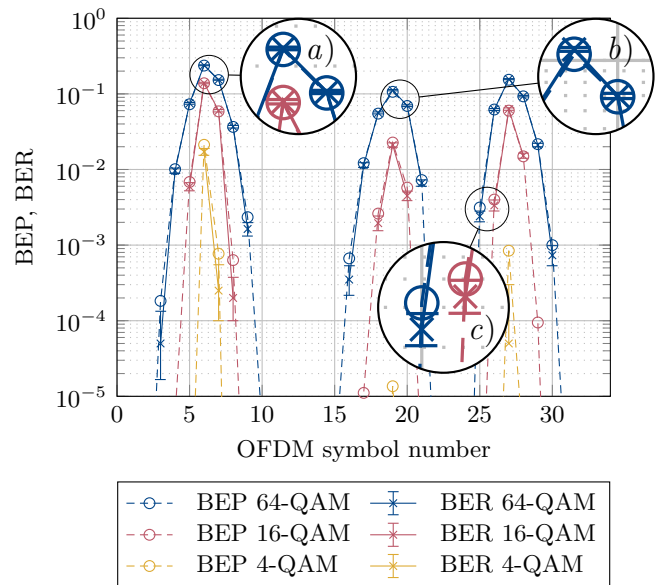 10^0
10^−1
10^−2
10^−3
10^−4
10^−5
BEP, BER
a)
b)
c)
0 5 10 15 20 25 30
OFDM symbol number
BEP 64-QAM BER 64-QAM
BEP 16-QAM BER 16-QAM
BEP 4-QAM BER 4-QAM